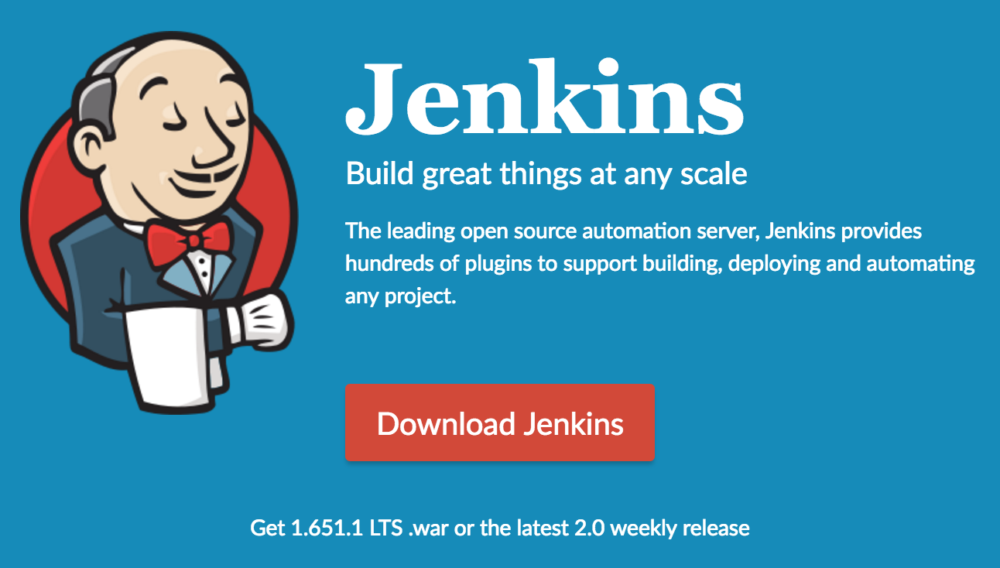 Jenkins
Build great things at any scale
The leading open source automation server, Jenkins provides
hundreds of plugins to support building, deploying and automating
any project.
Download Jenkins
Get 1.651.1 LTS .war or the latest 2.0 weekly release